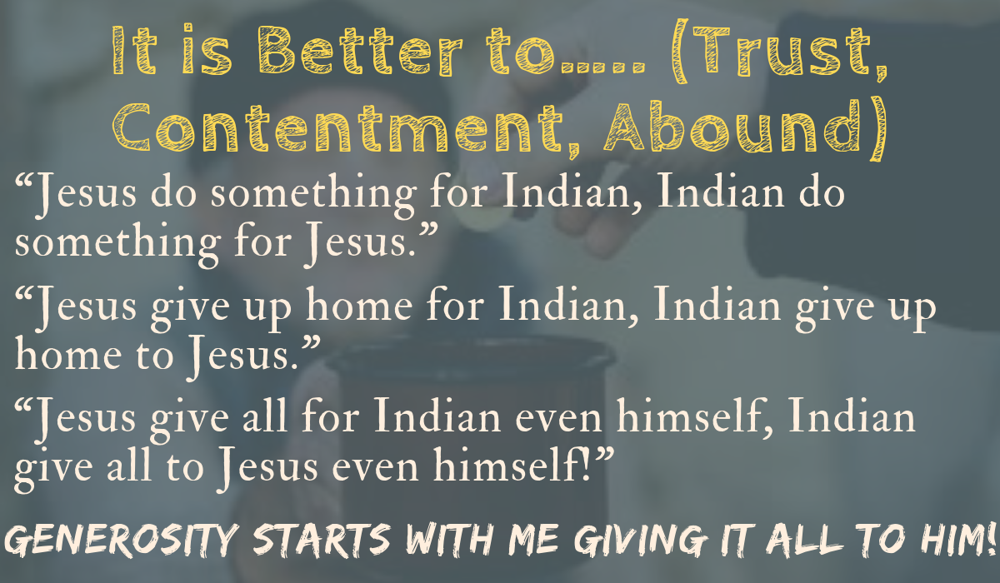 It is Better to..... (Trust,
Contentment, Abound)
“Jesus do something for Indian, Indian do
something for Jesus.”
“Jesus give up home for Indian, Indian give up
home to Jesus.”
“Jesus give all for Indian even himself, Indian
give all to Jesus even himself!”
GENEROSITY STARTS WITH ME GIVING IT ALL TO HIM!